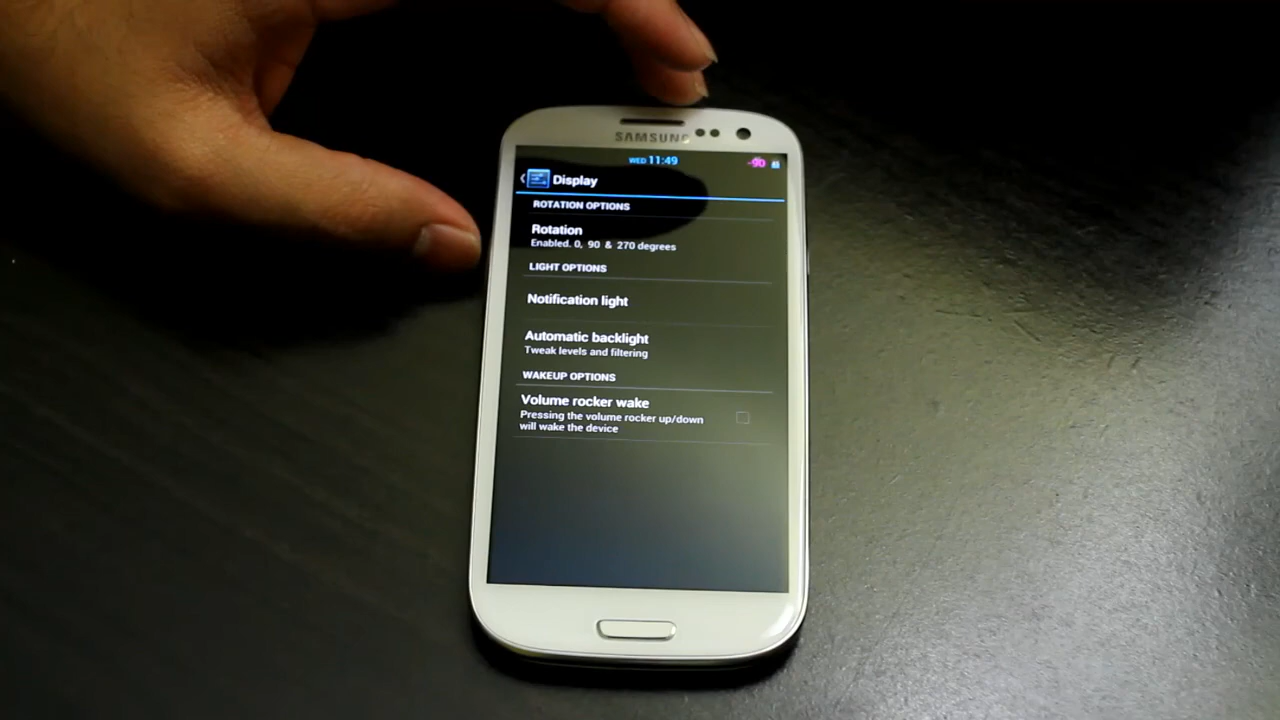 SAMSUNG
WED 11:49
-90
Display
ROTATION OPTIONS
Rotation
Enabled. 0, 90 & 270 degrees
LIGHT OPTIONS
Notification light
Automatic backlight
Tweak levels and filtering
WAKEUP OPTIONS
Volume rocker wake
Pressing the volume rocker up/down
will wake the device